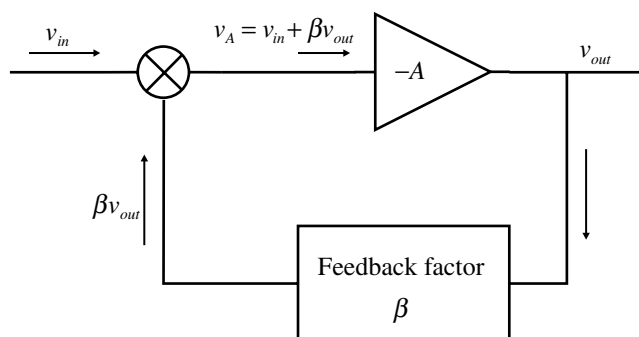 v_in
v_A = v_in + βv_out
v_out
−A
βv_out
Feedback factor
β